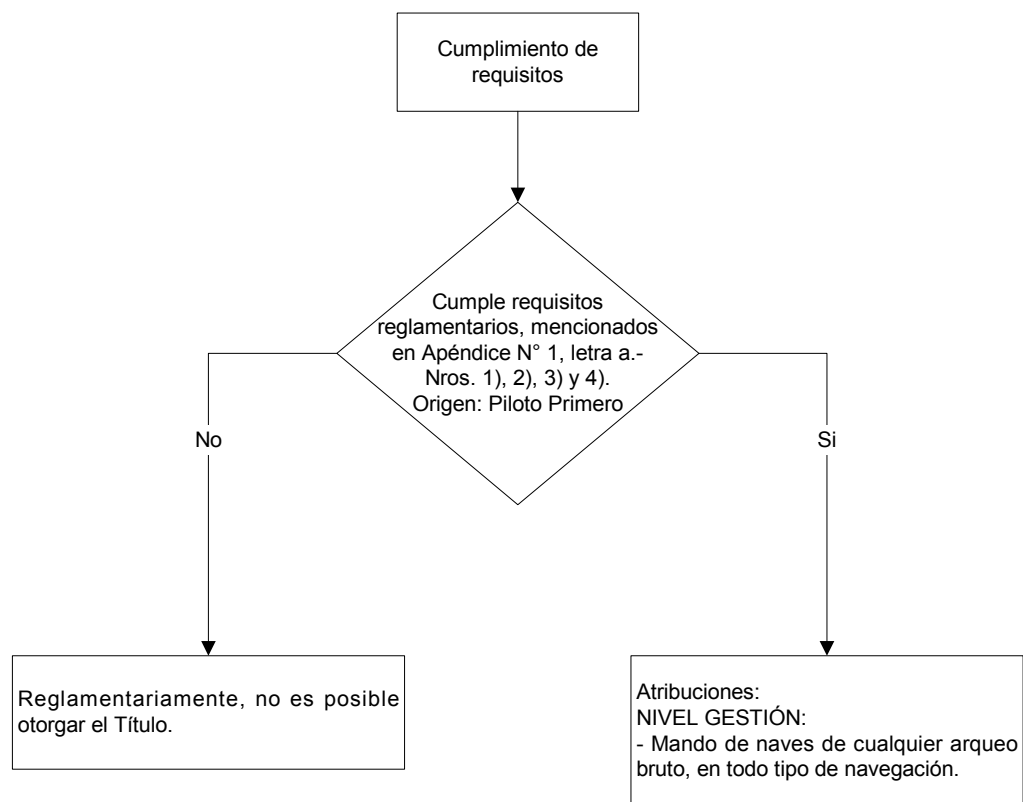 Cumplimiento de
requisitos
Cumple requisitos
reglamentarios, mencionados
en Apéndice N° 1, letra a.-
Nros. 1), 2), 3) y 4).
Origen: Piloto Primero
No
Si
Reglamentariamente, no es posible
otorgar el Título.
Atribuciones:
NIVEL GESTIÓN:
- Mando de naves de cualquier arqueo
bruto, en todo tipo de navegación.